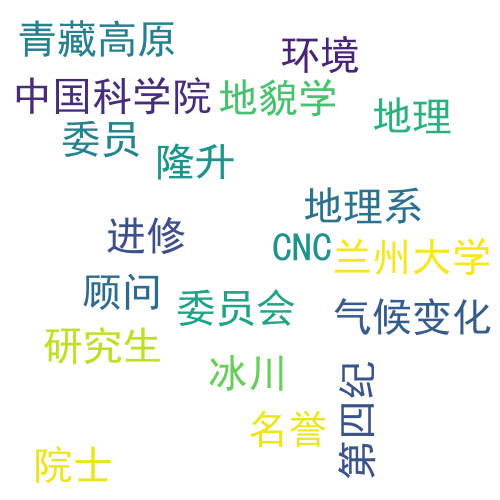 青藏高原
环境
中国科学院
地貌学
地理
委员
隆升
地理系
进修
CNC
兰州大学
顾问
委员会
气候变化
研究生
冰川
第四纪
名誉
院士